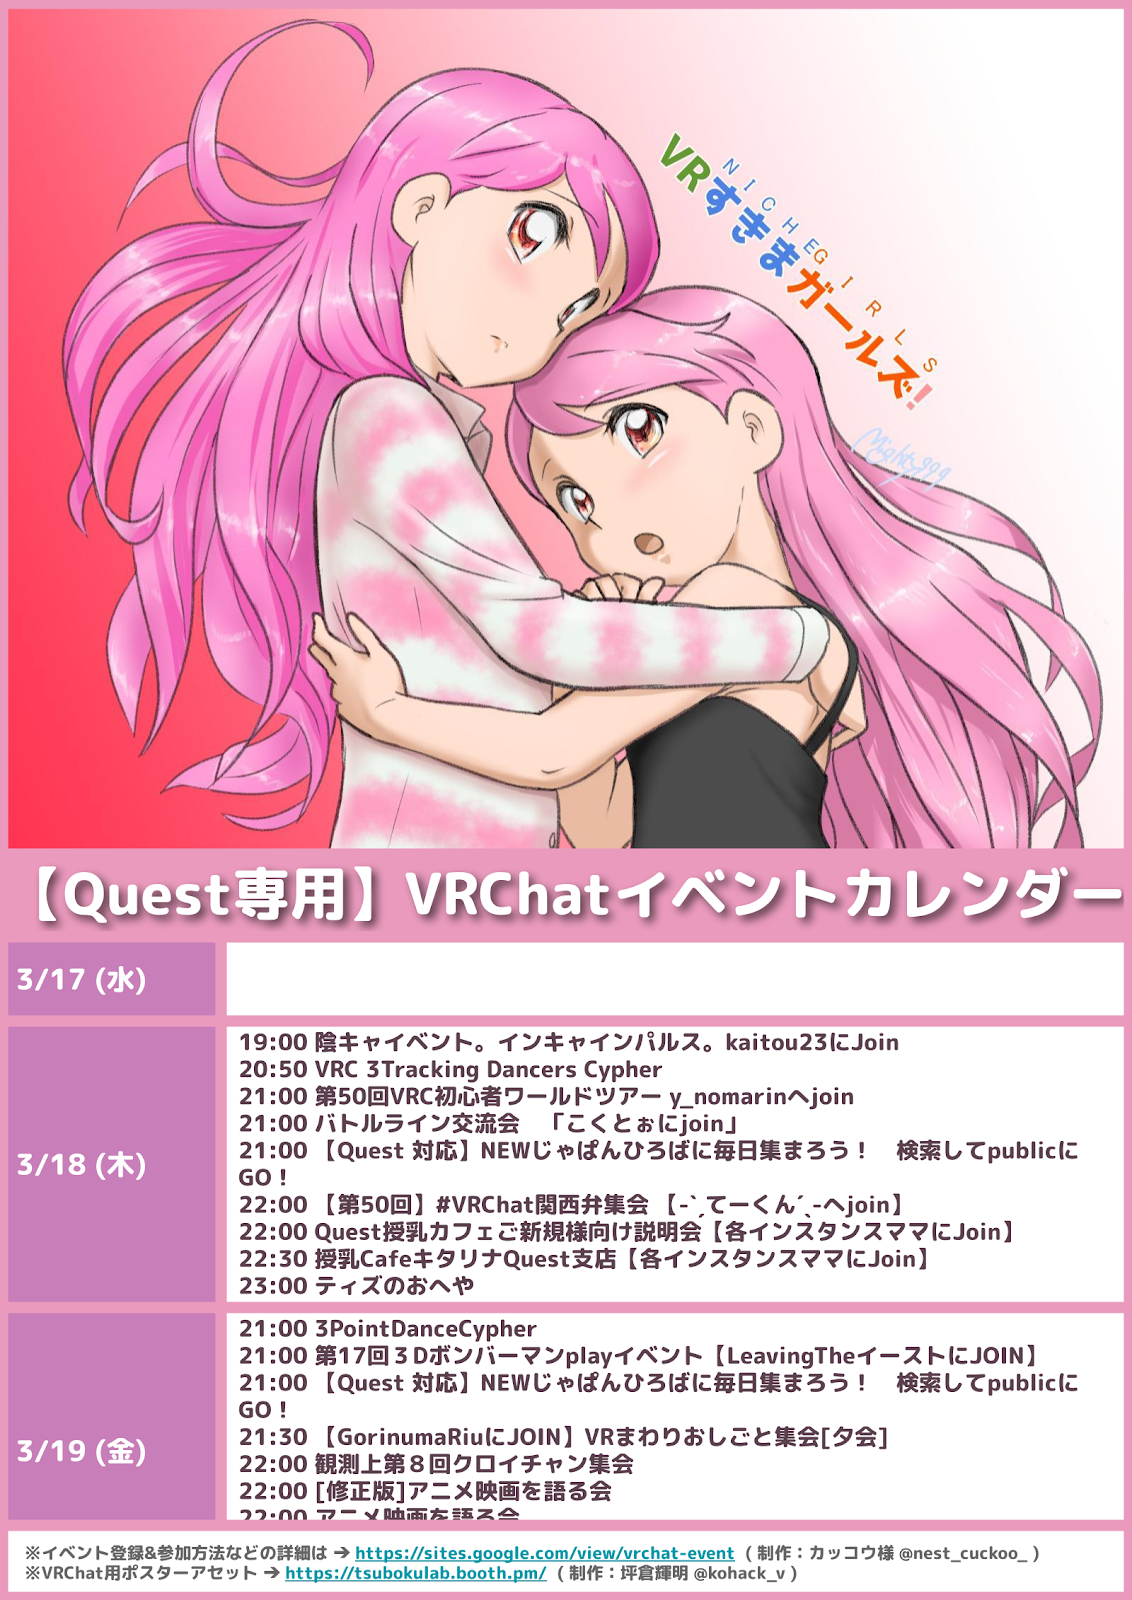 NICHE GIRLS
VRすきまガールズ!
Mighty999
【Quest専用】VRChatイベントカレンダー
3/17 (水)
3/18 (木)
19:00 陰キャイベント。インキャインパルス。kaitou23にJoin
20:50 VRC 3Tracking Dancers Cypher
21:00 第50回VRC初心者ワールドツアー y_nomarinへjoin
21:00 バトルライン交流会　「こくとぉにjoin」
21:00 【Quest 対応】NEWじゃぱんひろばに毎日集まろう！　検索してpublicに
GO！
22:00 【第50回】#VRChat関西弁集会 【-`ˏてーくん´ˎ-へjoin】
22:00 Quest授乳カフェご新規様向け説明会【各インスタンスママにJoin】
22:30 授乳CafeキタリナQuest支店【各インスタンスママにJoin】
23:00 ティズのおへや
3/19 (金)
21:00 3PointDanceCypher
21:00 第17回３Dボンバーマンplayイベント【LeavingTheイーストにJOIN】
21:00 【Quest 対応】NEWじゃぱんひろばに毎日集まろう！　検索してpublicに
GO！
21:30 【GorinumaRiuにJOIN】VRまわりおしごと集会[夕会]
22:00 観測上第８回クロイチャン集会
22:00 [修正版]アニメ映画を語る会
22:00 アニメ映画を語る会
※イベント登録&参加方法などの詳細は ➔ https://sites.google.com/view/vrchat-event （制作：カッコウ様 @nest_cuckoo_ ）
※VRChat用ポスターアセット ➔ https://tsubokulab.booth.pm/ （制作：坪倉輝明 @kohack_v ）